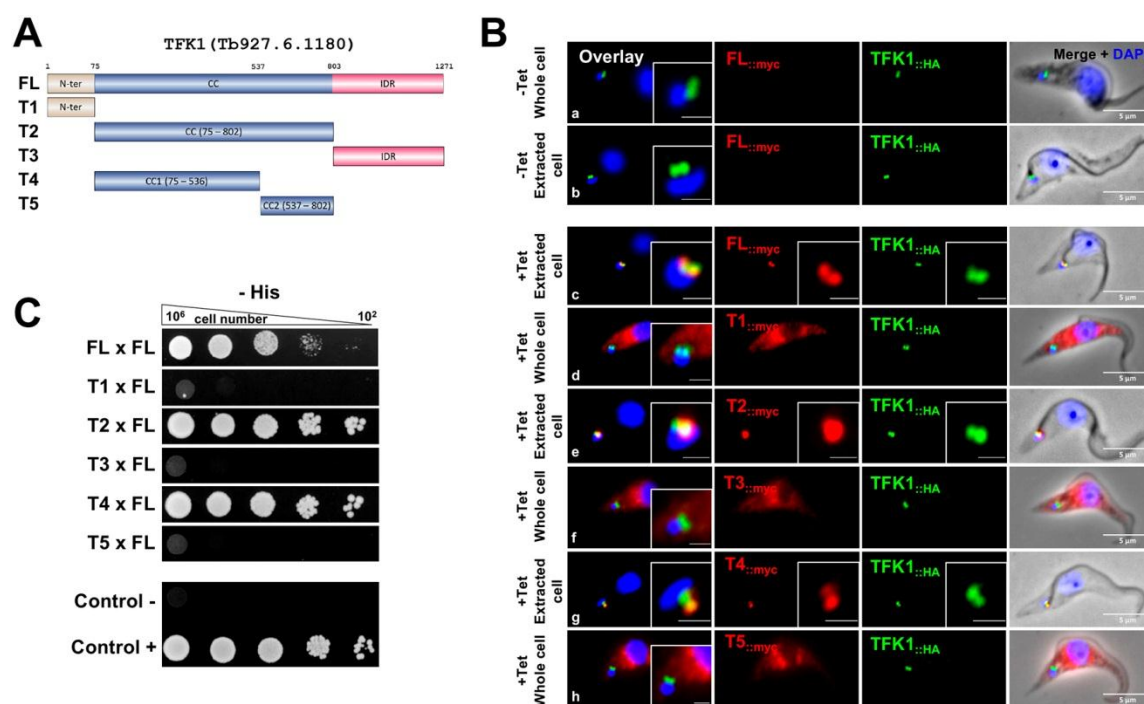 A
TFK1(Tb927.6.1180)
1 75 537 803 1271
FL N-ter CC IDR
T1 N-ter
T2 CC (75 – 802)
T3 IDR
T4 CC1 (75 – 536)
T5 CC2 (537 – 802)
B
-Tet Whole cell
Overlay FL::myc TFK1::HA Merge + DAPI
a 5 µm
-Tet Extracted cell
FL::myc TFK1::HA
b 5 µm
+Tet Extracted cell
FL::myc TFK1::HA
c 5 µm
+Tet Whole cell
T1::myc TFK1::HA
d 5 µm
+Tet Extracted cell
T2::myc TFK1::HA
e 5 µm
+Tet Whole cell
T3::myc TFK1::HA
f 5 µm
+Tet Extracted cell
T4::myc TFK1::HA
g 5 µm
+Tet Whole cell
T5::myc TFK1::HA
h 5 µm
C
- His
10⁶ cell number 10²
FL x FL
T1 x FL
T2 x FL
T3 x FL
T4 x FL
T5 x FL
Control -
Control +